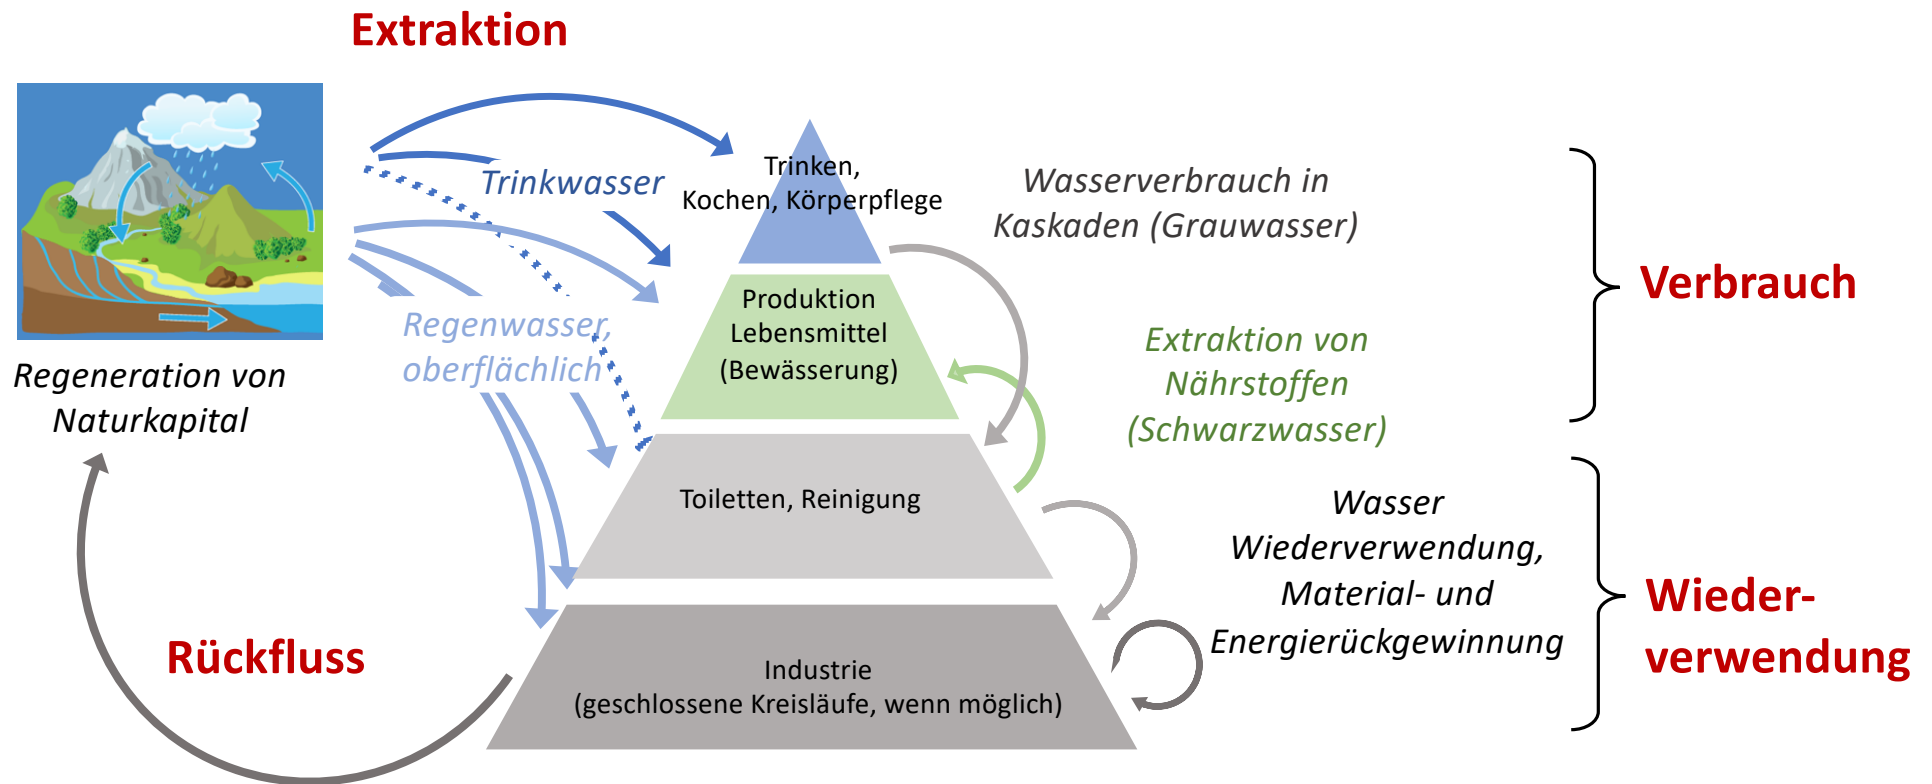 Extraktion
Trinkwasser
Regenwasser,
oberflächlich
Regeneration von
Naturkapital
Rückfluss
Trinken,
Kochen, Körperpflege
Produktion
Lebensmittel
(Bewässerung)
Toiletten, Reinigung
Industrie
(geschlossene Kreisläufe, wenn möglich)
Wasserverbrauch in
Kaskaden (Grauwasser)
Extraktion von
Nährstoffen
(Schwarzwasser)
Wasser
Wiederverwendung,
Material- und
Energierückgewinnung
Verbrauch
Wieder-
verwendung